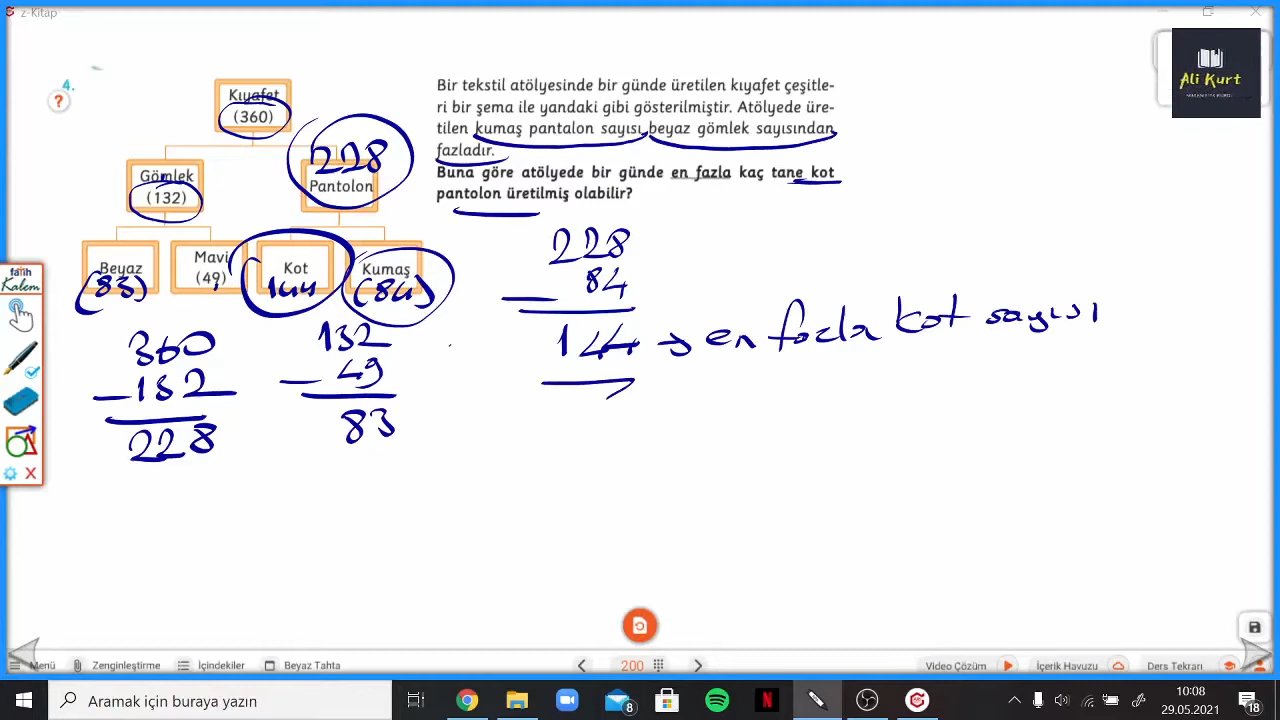 z-Kitap
Ali Kurt
4.
?
Kıyafet
(360)
Gömlek
(132)
228
Pantolon
Beyaz
(83)
Mavi
(49)
Kot
144
Kumaş
(84)
Bir tekstil atölyesinde bir günde üretilen kıyafet çeşitle-
ri bir şema ile yandaki gibi gösterilmiştir. Atölyede üre-
tilen kumaş pantalon sayısı beyaz gömlek sayısından
fazladır.
Buna göre atölyede bir günde en fazla kaç tane kot
pantolon üretilmiş olabilir?
360
-132
228
132
- 49
83
228
- 84
144 → en fazla kot sayısı
fatih
Kalem
Menü
Zenginleştirme
İçindekiler
Beyaz Tahta
200
Video Çözüm
İçerik Havuzu
Ders Tekrarı
Aramak için buraya yazın
8
N
10:08
29.05.2021
18